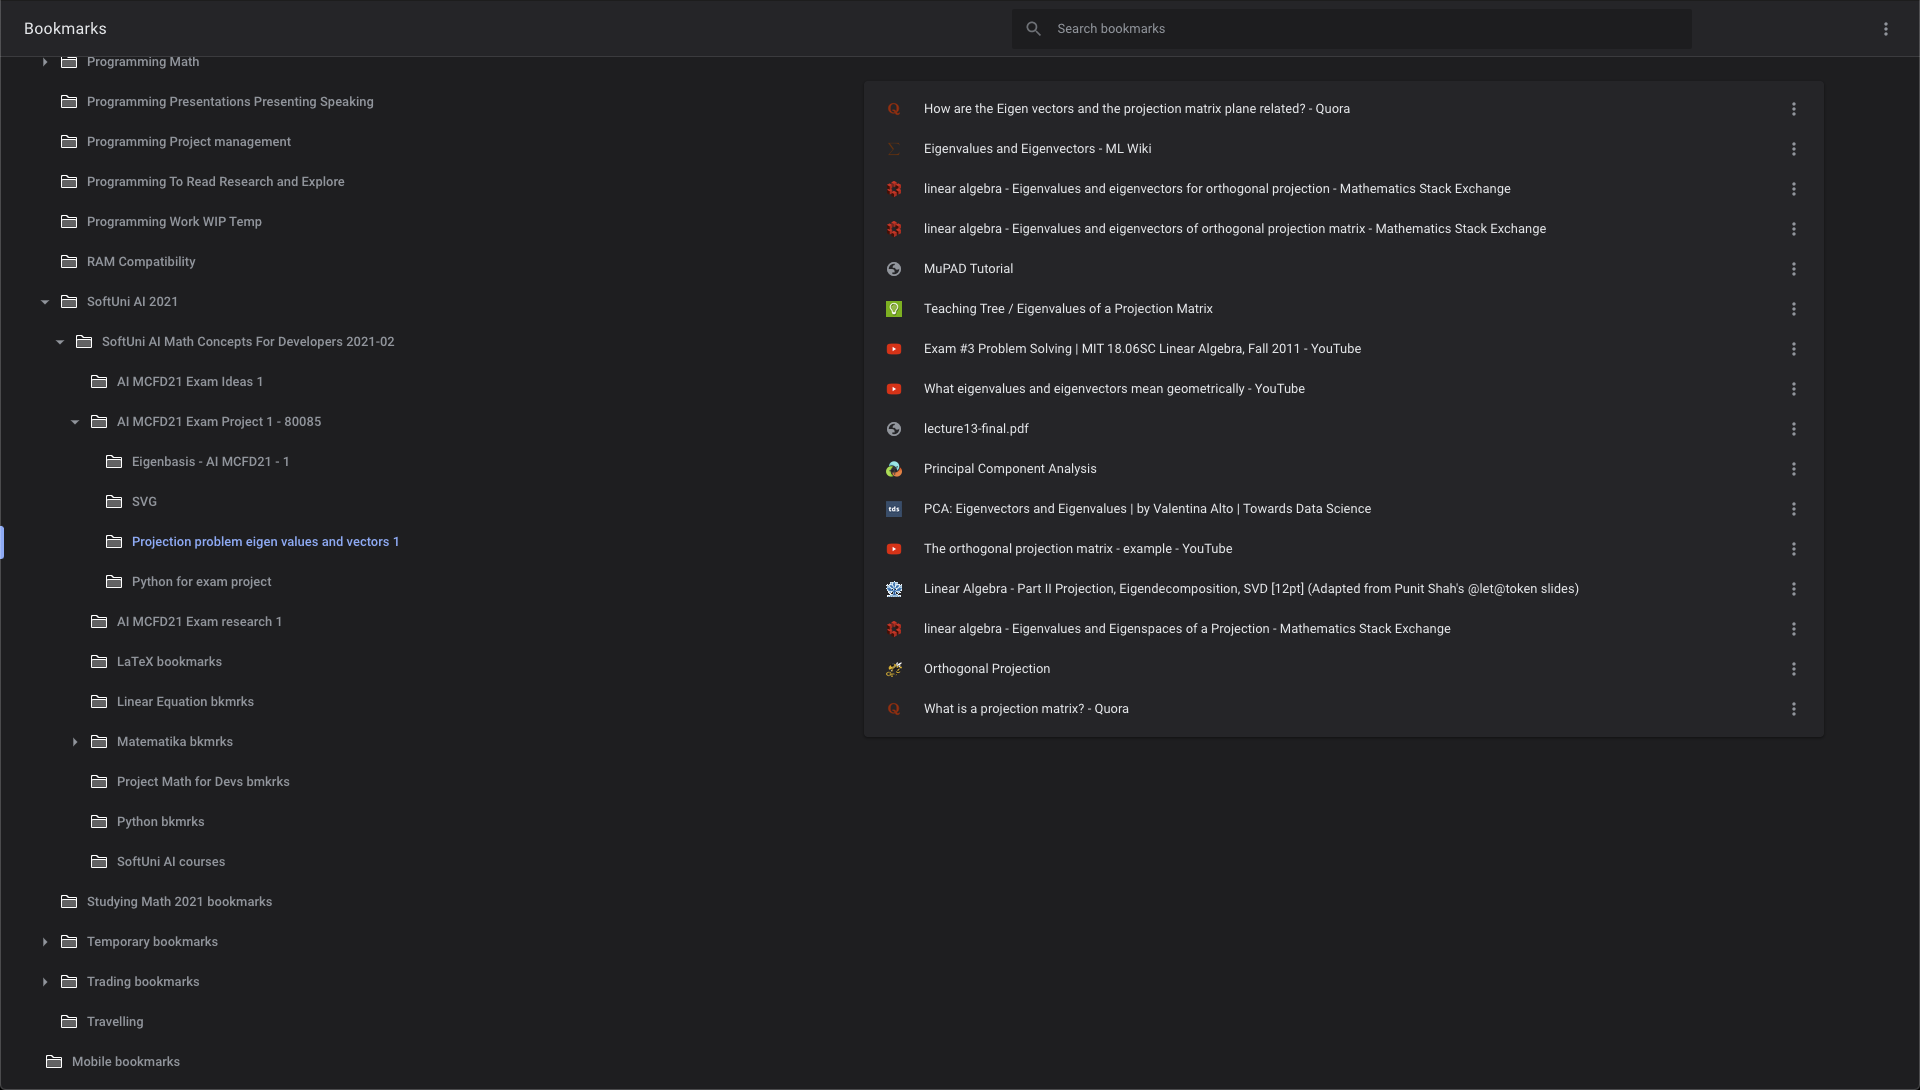 Bookmarks
Search bookmarks
Programming Math
Programming Presentations Presenting Speaking
Programming Project management
Programming To Read Research and Explore
Programming Work WIP Temp
RAM Compatibility
SoftUni AI 2021
SoftUni AI Math Concepts For Developers 2021-02
AI MCFD21 Exam Ideas 1
AI MCFD21 Exam Project 1 - 80085
Eigenbasis - AI MCFD21 - 1
SVG
Projection problem eigen values and vectors 1
Python for exam project
AI MCFD21 Exam research 1
LaTeX bookmarks
Linear Equation bkmrks
Matematika bkmrks
Project Math for Devs bmkrks
Python bkmrks
SoftUni AI courses
Studying Math 2021 bookmarks
Temporary bookmarks
Trading bookmarks
Travelling
Mobile bookmarks
Q How are the Eigen vectors and the projection matrix plane related? - Quora
Σ Eigenvalues and Eigenvectors - ML Wiki
linear algebra - Eigenvalues and eigenvectors for orthogonal projection - Mathematics Stack Exchange
linear algebra - Eigenvalues and eigenvectors of orthogonal projection matrix - Mathematics Stack Exchange
MuPAD Tutorial
Teaching Tree / Eigenvalues of a Projection Matrix
Exam #3 Problem Solving | MIT 18.06SC Linear Algebra, Fall 2011 - YouTube
What eigenvalues and eigenvectors mean geometrically - YouTube
lecture13-final.pdf
Principal Component Analysis
tds PCA: Eigenvectors and Eigenvalues | by Valentina Alto | Towards Data Science
The orthogonal projection matrix - example - YouTube
Linear Algebra - Part II Projection, Eigendecomposition, SVD [12pt] (Adapted from Punit Shah's @let@token slides)
linear algebra - Eigenvalues and Eigenspaces of a Projection - Mathematics Stack Exchange
Orthogonal Projection
Q What is a projection matrix? - Quora